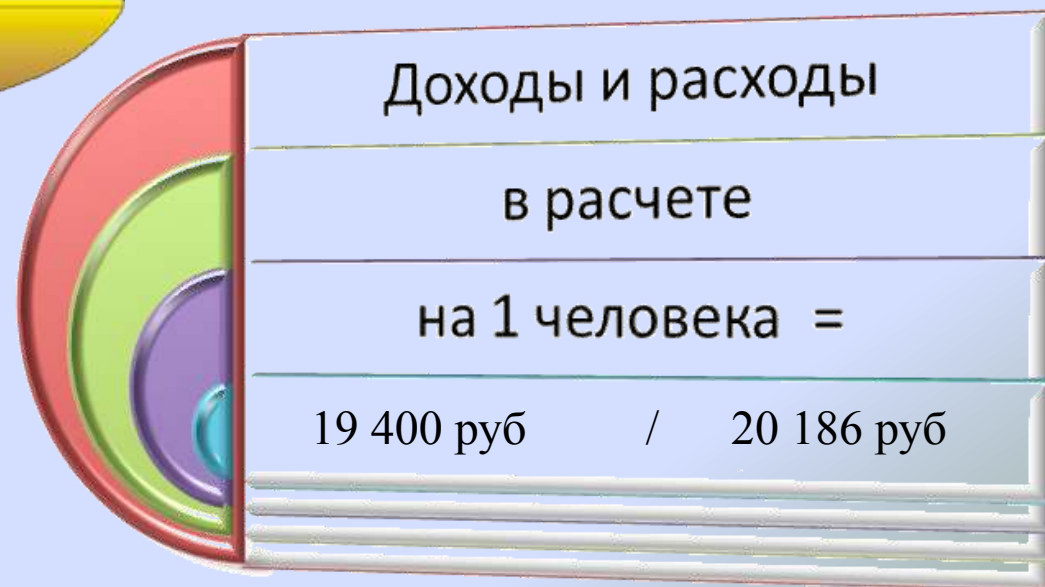 Доходы и расходы
в расчете
на 1 человека =
19 400 руб / 20 186 руб